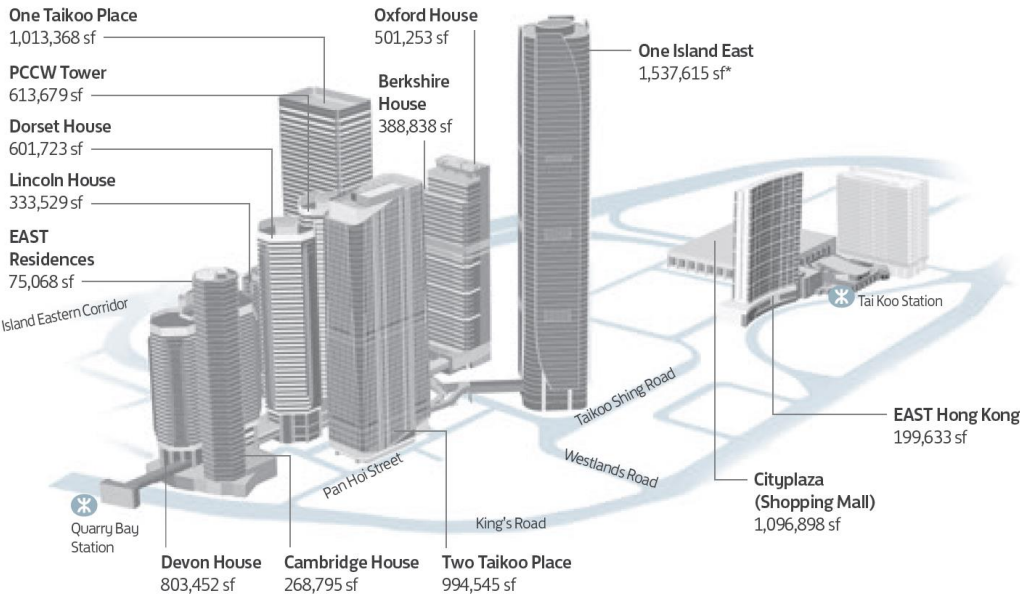 One Taikoo Place
1,013,368 sf
PCCW Tower
613,679 sf
Dorset House
601,723 sf
Lincoln House
333,529 sf
EAST
Residences
75,068 sf
Island Eastern Corridor
Oxford House
501,253 sf
Berkshire
House
388,838 sf
One Island East
1,537,615 sf*
Tai Koo Station
EAST Hong Kong
199,633 sf
Cityplaza
(Shopping Mall)
1,096,898 sf
Taikoo Shing Road
Westlands Road
Pan Hoi Street
King's Road
Quarry Bay
Station
Devon House
803,452 sf
Cambridge House
268,795 sf
Two Taikoo Place
994,545 sf